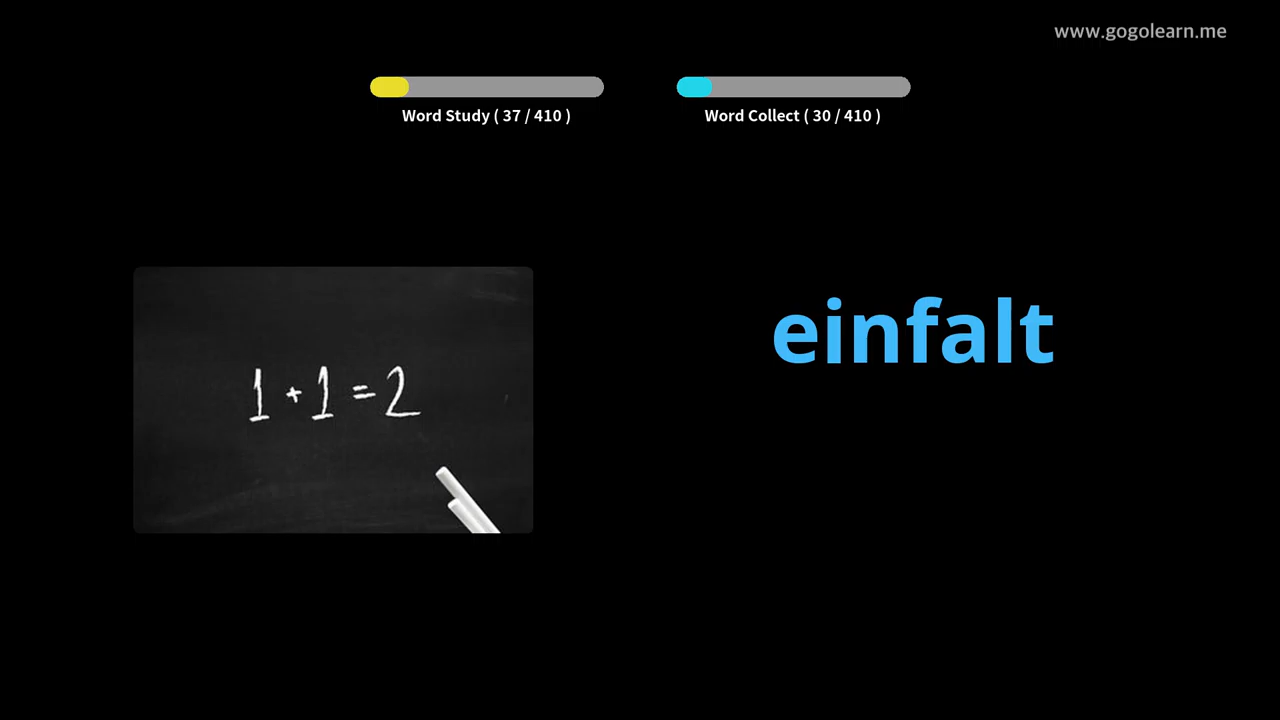 www.gogolearn.me
Word Study ( 37 / 410 )
Word Collect ( 30 / 410 )
einfalt
1 + 1 = 2